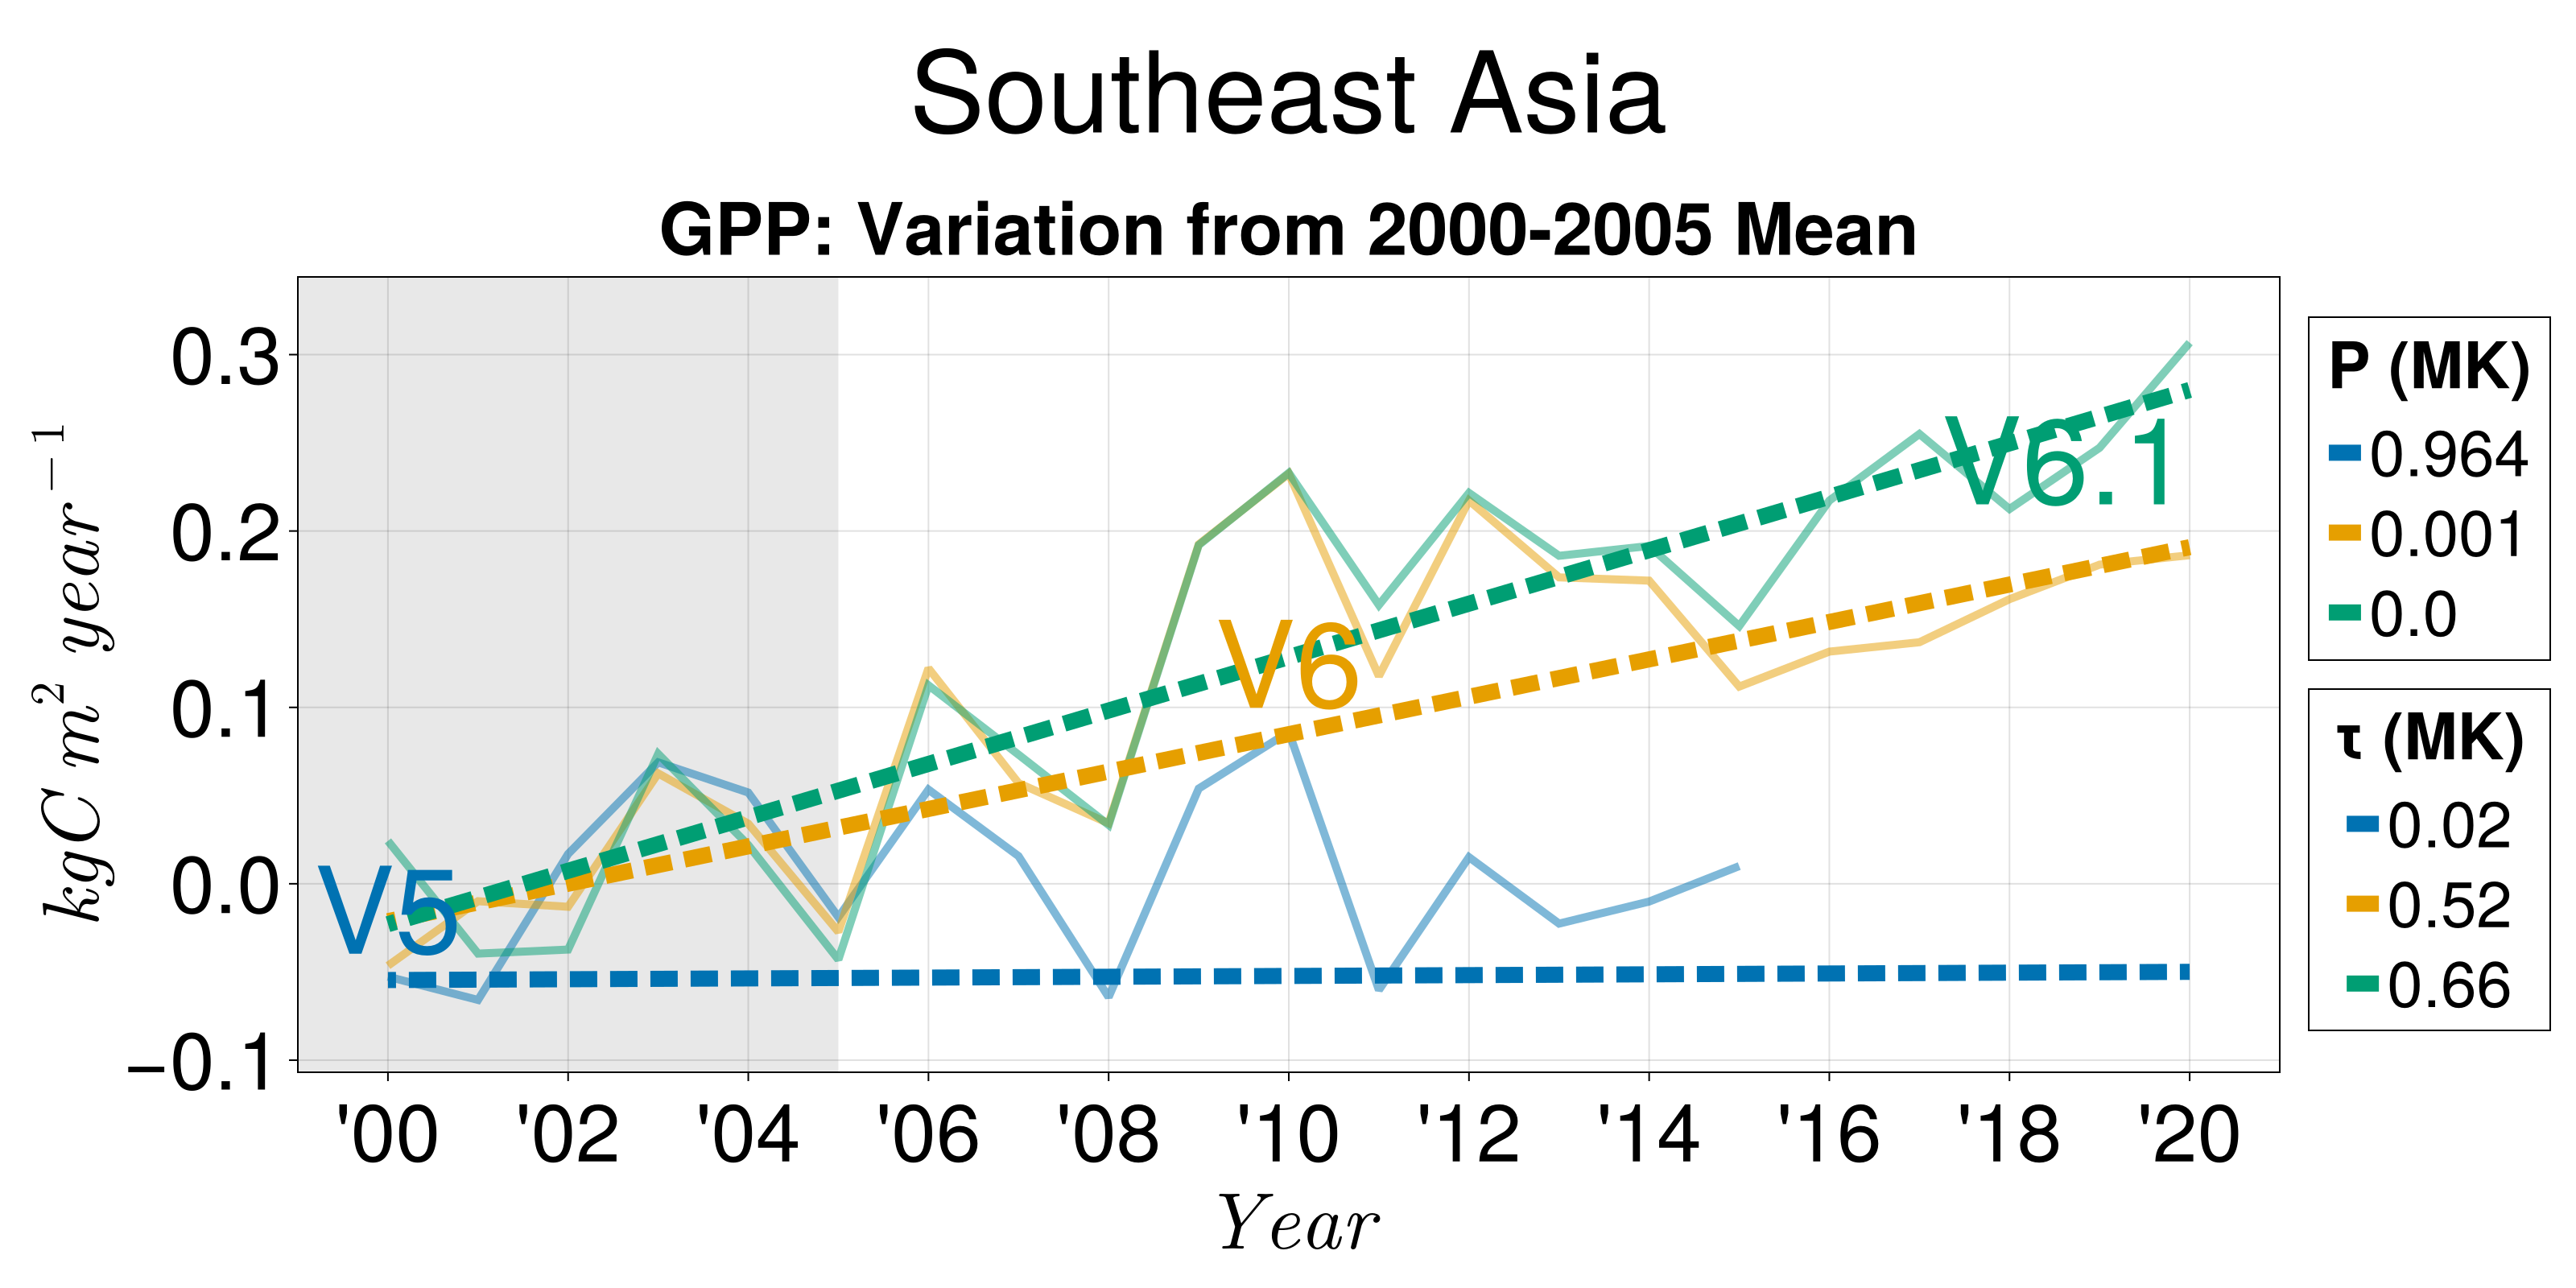 Southeast Asia
GPP: Variation from 2000-2005 Mean
kgC m² year⁻¹
0.3
0.2
0.1
0.0
−0.1
V5
V6
V6.1
'00 '02 '04 '06 '08 '10 '12 '14 '16 '18 '20
Year
P (MK)
0.964
0.001
0.0
τ (MK)
0.02
0.52
0.66